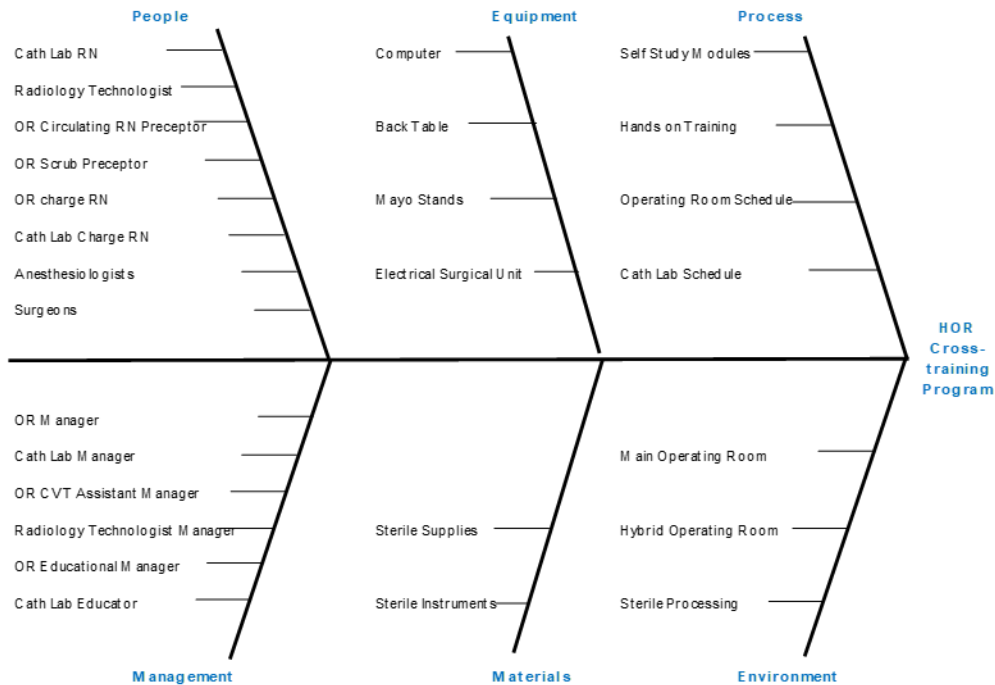 People
Equipment
Process
Cath Lab RN
Radiology Technologist
OR Circulating RN Preceptor
OR Scrub Preceptor
OR charge RN
Cath Lab Charge RN
Anesthesiologists
Surgeons
Computer
Back Table
Mayo Stands
Electrical Surgical Unit
Self Study Modules
Hands on Training
Operating Room Schedule
Cath Lab Schedule
HOR
Cross-
training
Program
OR Manager
Cath Lab Manager
OR CVT Assistant Manager
Radiology Technologist Manager
OR Educational Manager
Cath Lab Educator
Sterile Supplies
Sterile Instruments
Main Operating Room
Hybrid Operating Room
Sterile Processing
Management
Materials
Environment